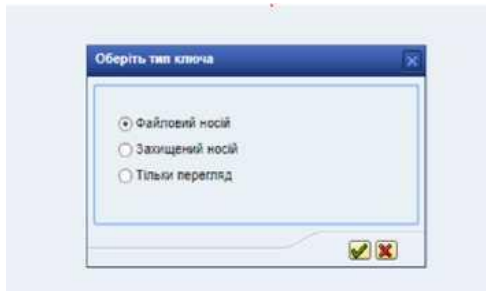 Оберіть тип ключа
Файловий носій
Захищений носій
Тільки перегляд